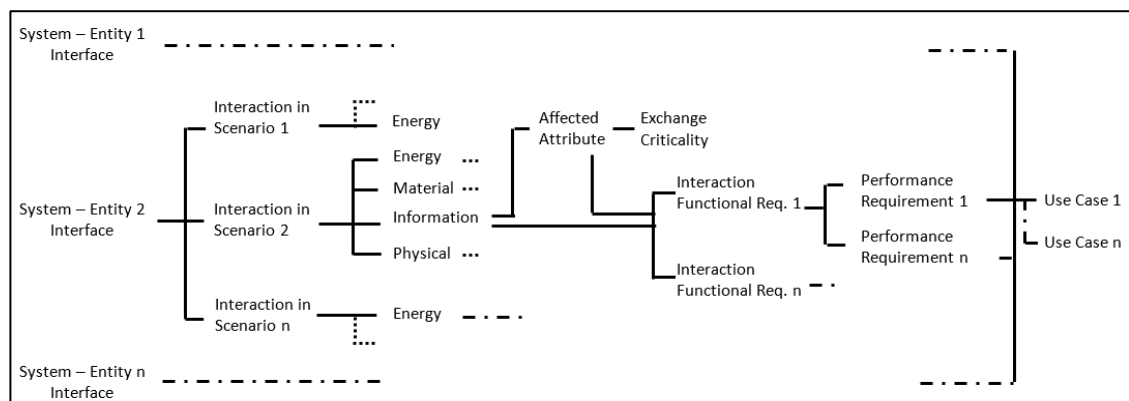 System – Entity 1
Interface
Interaction in
Scenario 1
Energy
Affected
Attribute
Exchange
Criticality
Energy
Material
Information
Physical
System – Entity 2
Interface
Interaction in
Scenario 2
Interaction
Functional Req. 1
Performance
Requirement 1
Use Case 1
Performance
Requirement n
Use Case n
Interaction
Functional Req. n
Interaction in
Scenario n
Energy
System – Entity n
Interface